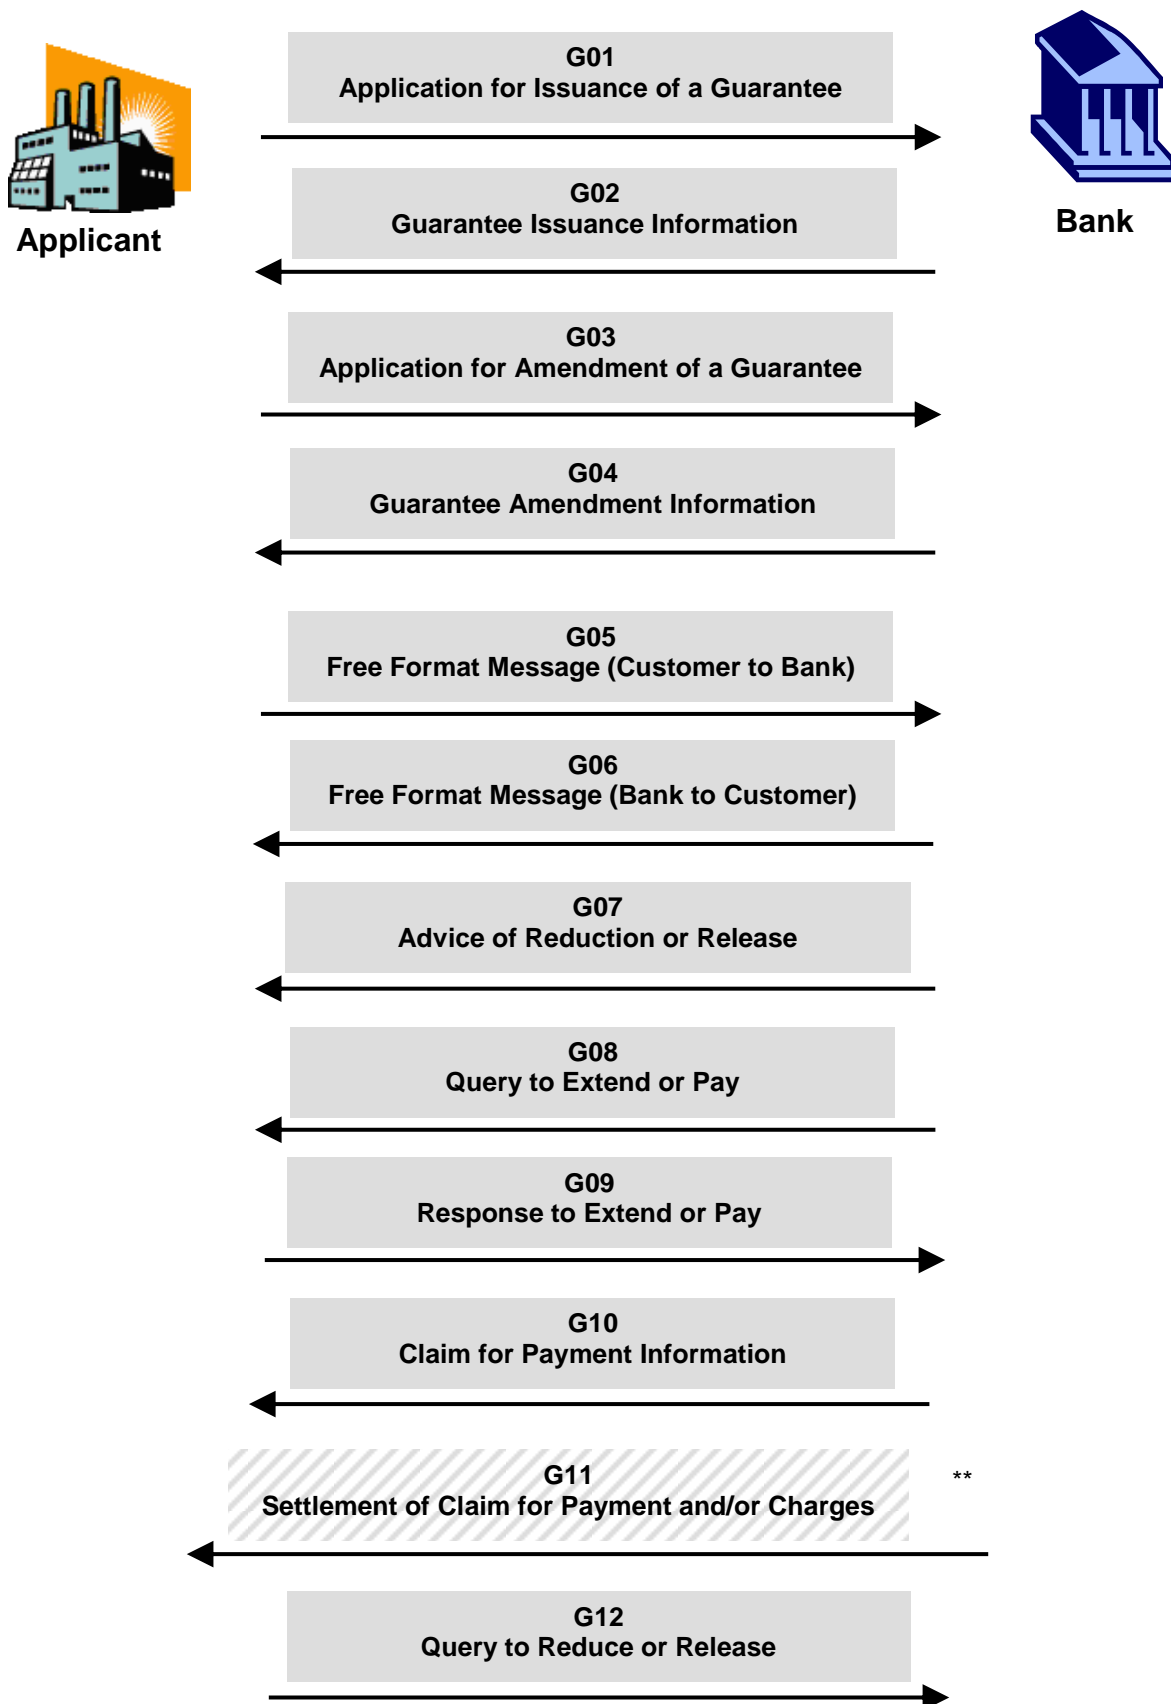 G01
Application for Issuance of a Guarantee
G02
Guarantee Issuance Information
Applicant
Bank
G03
Application for Amendment of a Guarantee
G04
Guarantee Amendment Information
G05
Free Format Message (Customer to Bank)
G06
Free Format Message (Bank to Customer)
G07
Advice of Reduction or Release
G08
Query to Extend or Pay
G09
Response to Extend or Pay
G10
Claim for Payment Information
G11
**
Settlement of Claim for Payment and/or Charges
G12
Query to Reduce or Release